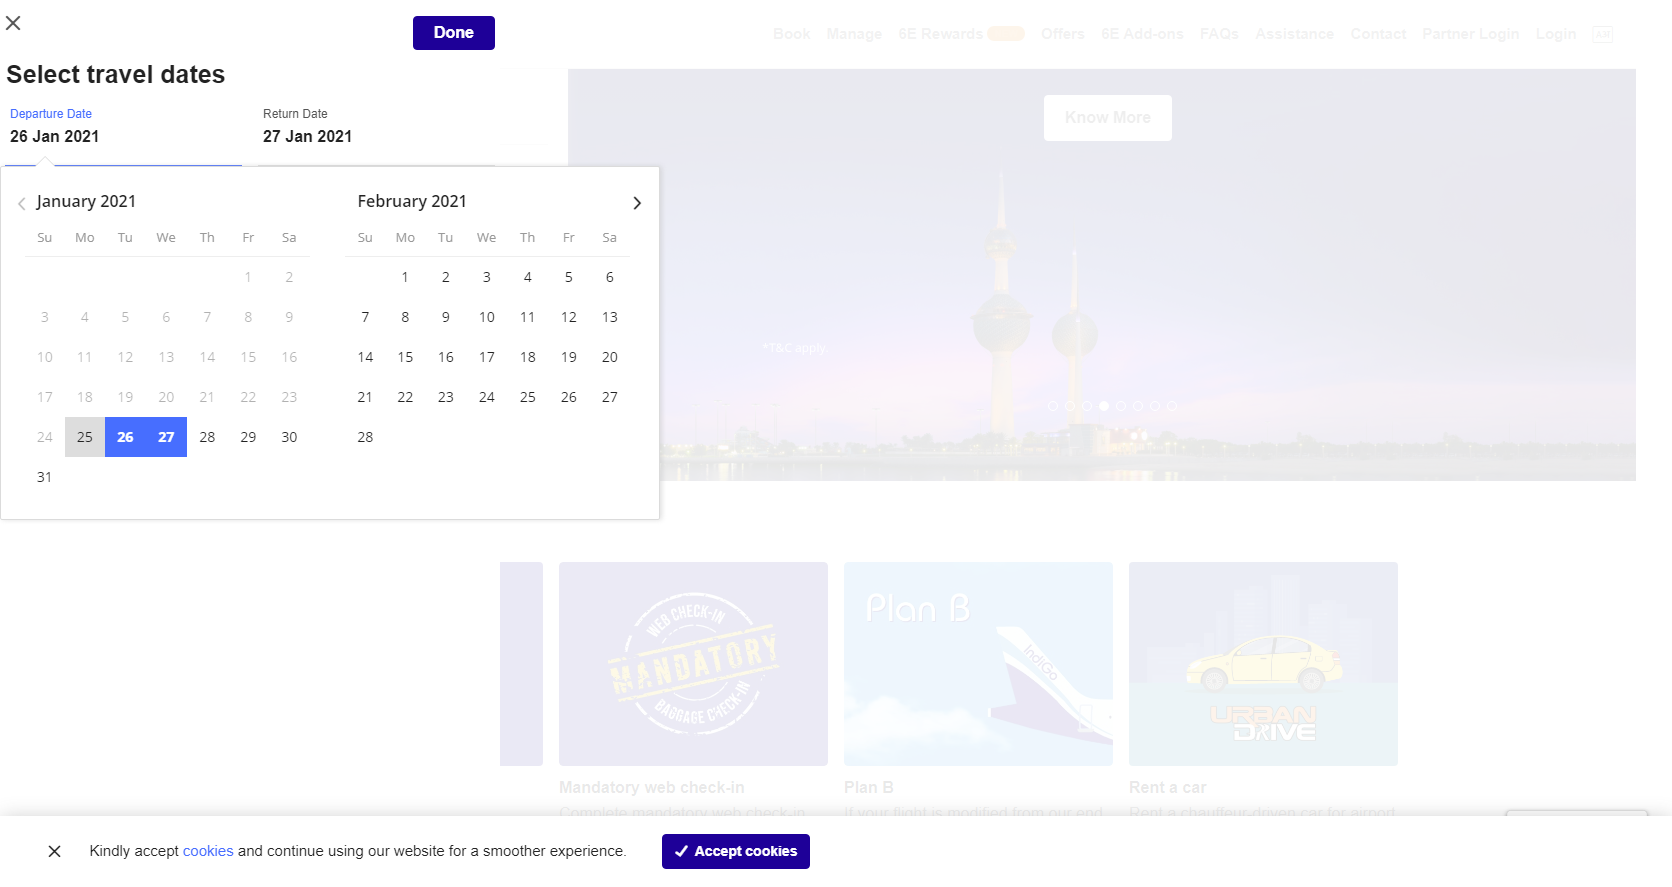 Done
Book Manage 6E Rewards Offers 6E Add-ons FAQs Assistance Contact Partner Login Login
Select travel dates
Departure Date Return Date
26 Jan 2021 27 Jan 2021
Know More
January 2021 February 2021
Su Mo Tu We Th Fr Sa Su Mo Tu We Th Fr Sa
1 2 1 2 3 4 5 6
3 4 5 6 7 8 9 7 8 9 10 11 12 13
10 11 12 13 14 15 16 14 15 16 17 18 19 20
*T&C apply.
17 18 19 20 21 22 23 21 22 23 24 25 26 27
24 25 26 27 28 29 30 28
31
WEB CHECK-IN
MANDATORY
BAGGAGE CHECK-IN
Plan B
IndiGo
URBAN
DRIVE
Mandatory web check-in Plan B Rent a car
Complete mandatory web check-in If your flight is modified from our end Rent a chauffeur-driven car for airport
Kindly accept cookies and continue using our website for a smoother experience. Accept cookies